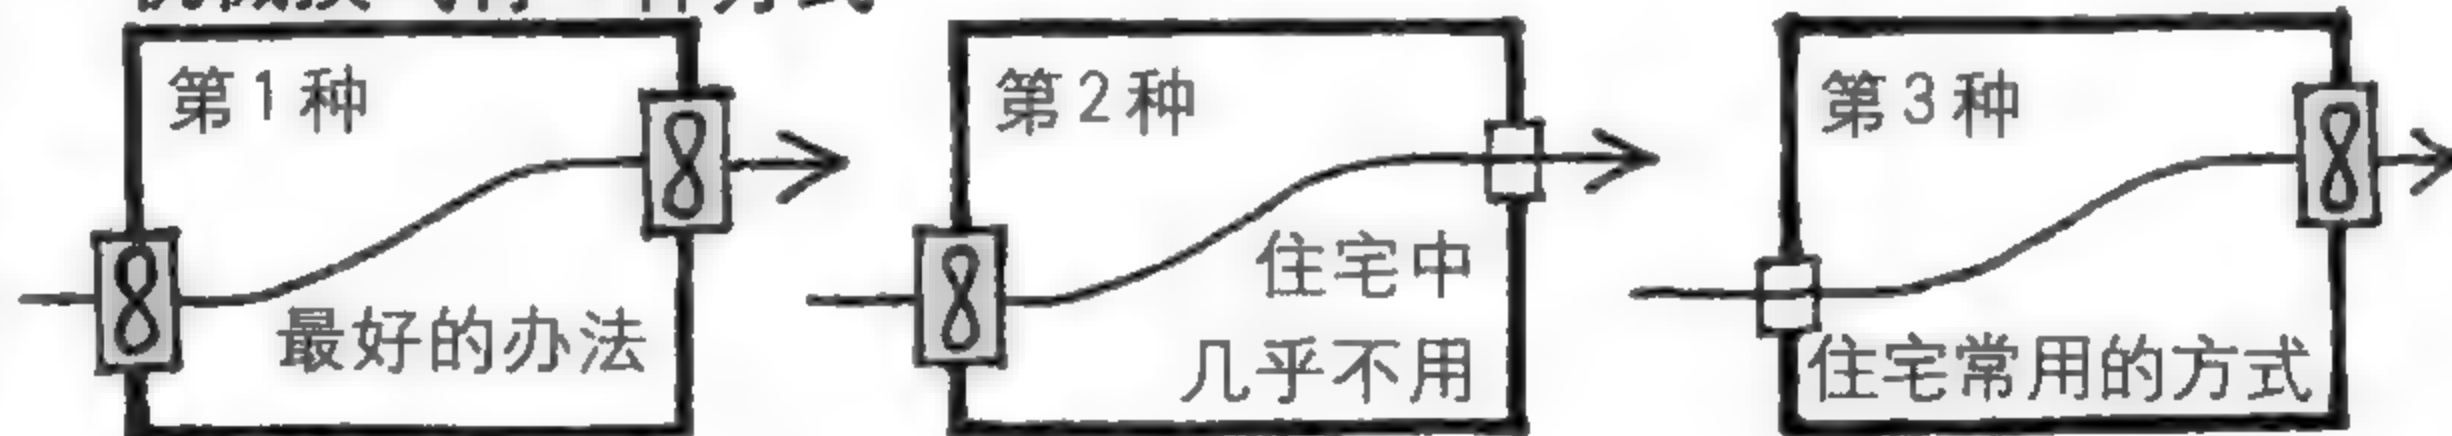 第1种
最好的办法
第2种
住宅中
几乎不用
第3种
住宅常用的方式